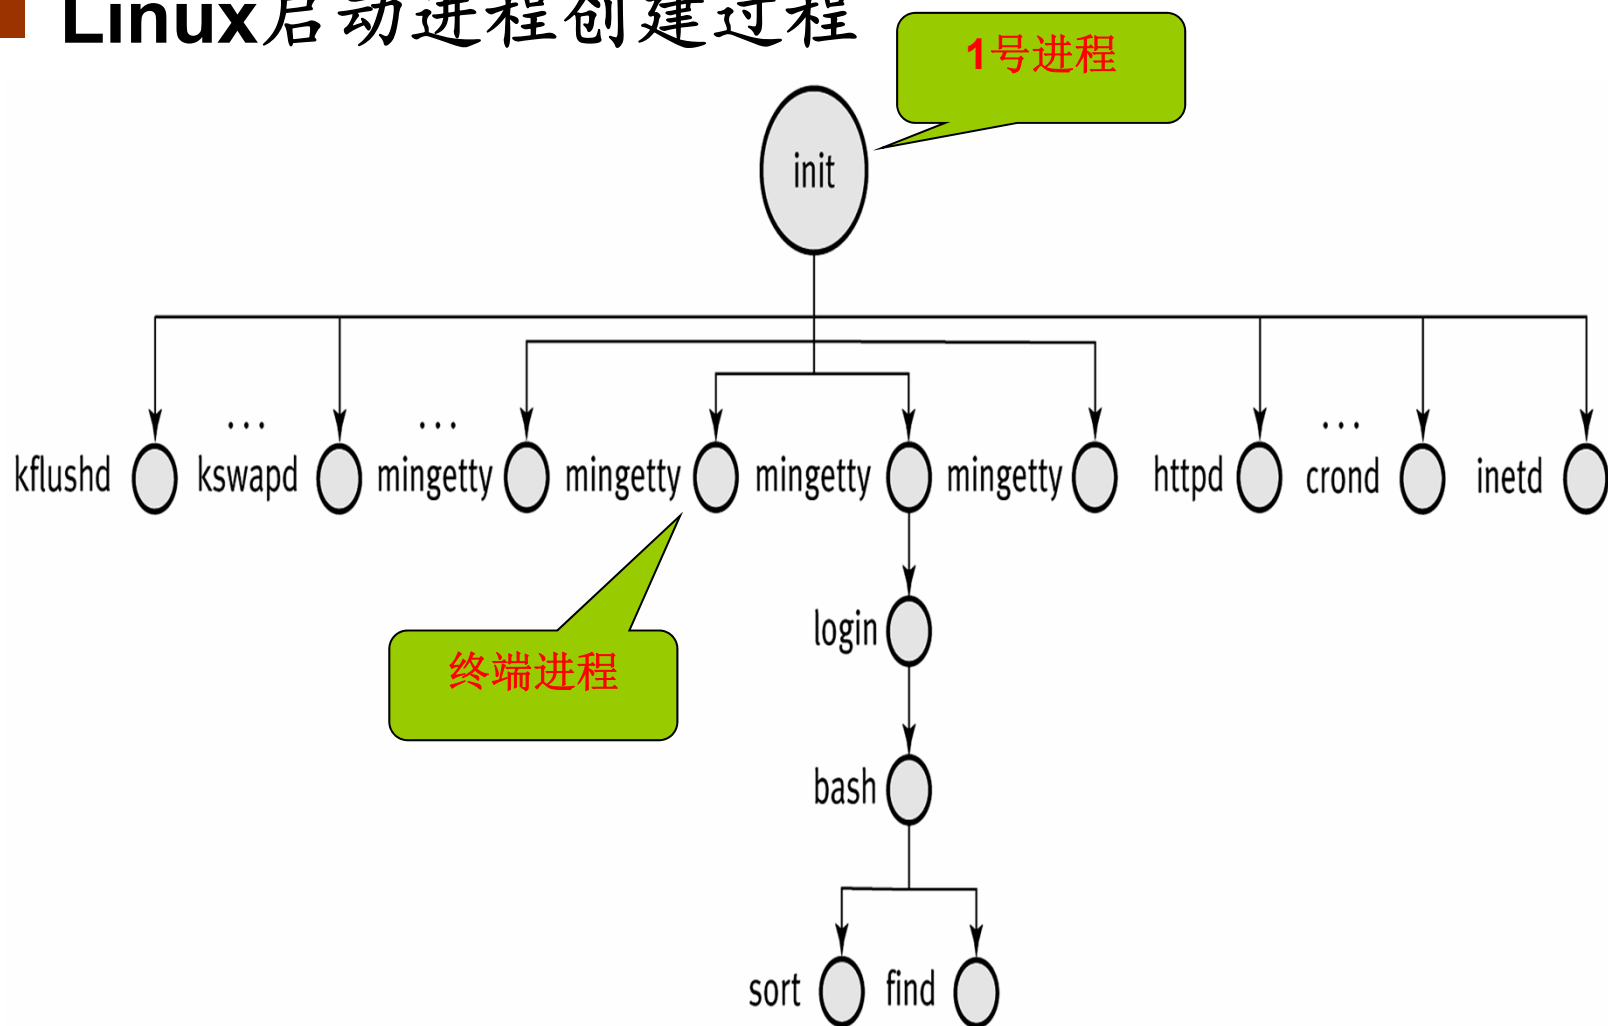 Linux启动进程创建过程
1号进程
init
... ... ...
kflushd kswapd mingetty mingetty mingetty mingetty httpd crond inetd
login
终端进程
bash
sort find